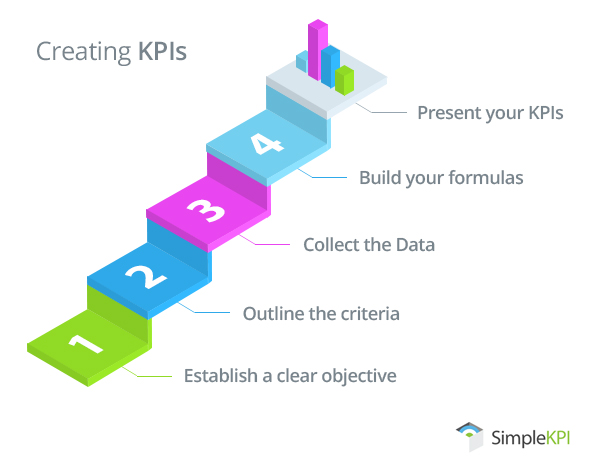 Creating KPIs
Present your KPIs
4
Build your formulas
3
Collect the Data
2
Outline the criteria
1
Establish a clear objective
SimpleKPI